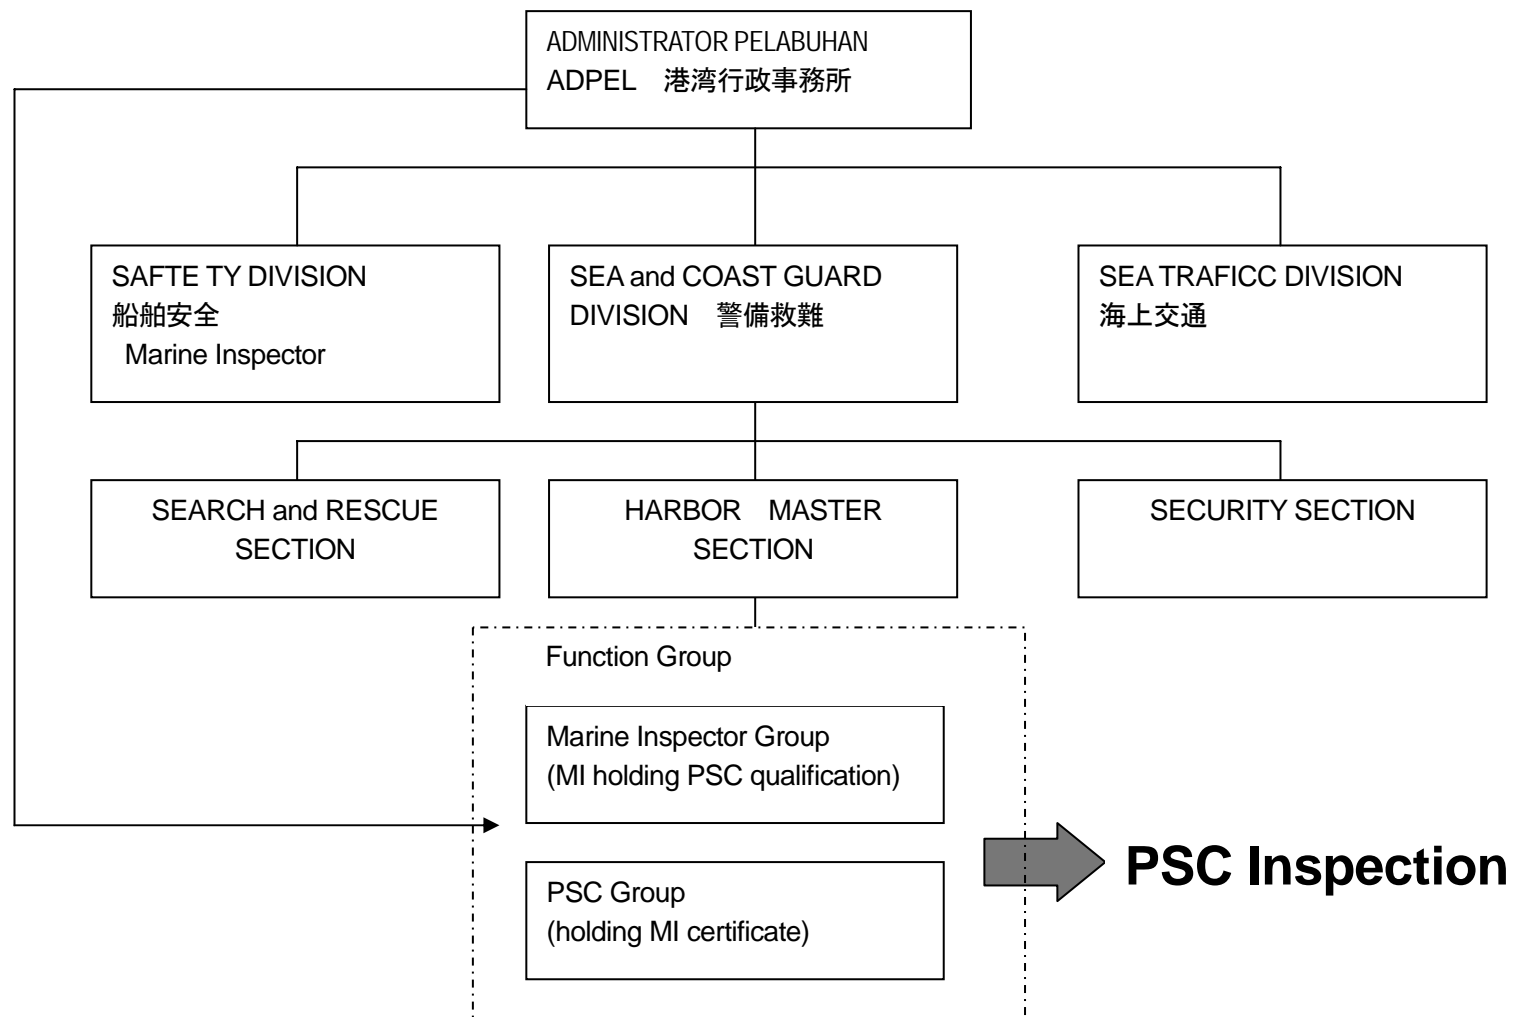 ADMINISTRATOR PELABUHAN
ADPEL　港湾行政事務所
SAFTE TY DIVISION
船舶安全
Marine Inspector
SEA and COAST GUARD
DIVISION　警備救難
SEA TRAFICC DIVISION
海上交通
SEARCH and RESCUE
SECTION
HARBOR　MASTER
SECTION
SECURITY SECTION
Function Group
Marine Inspector Group
(MI holding PSC qualification)
PSC Group
(holding MI certificate)
PSC Inspection